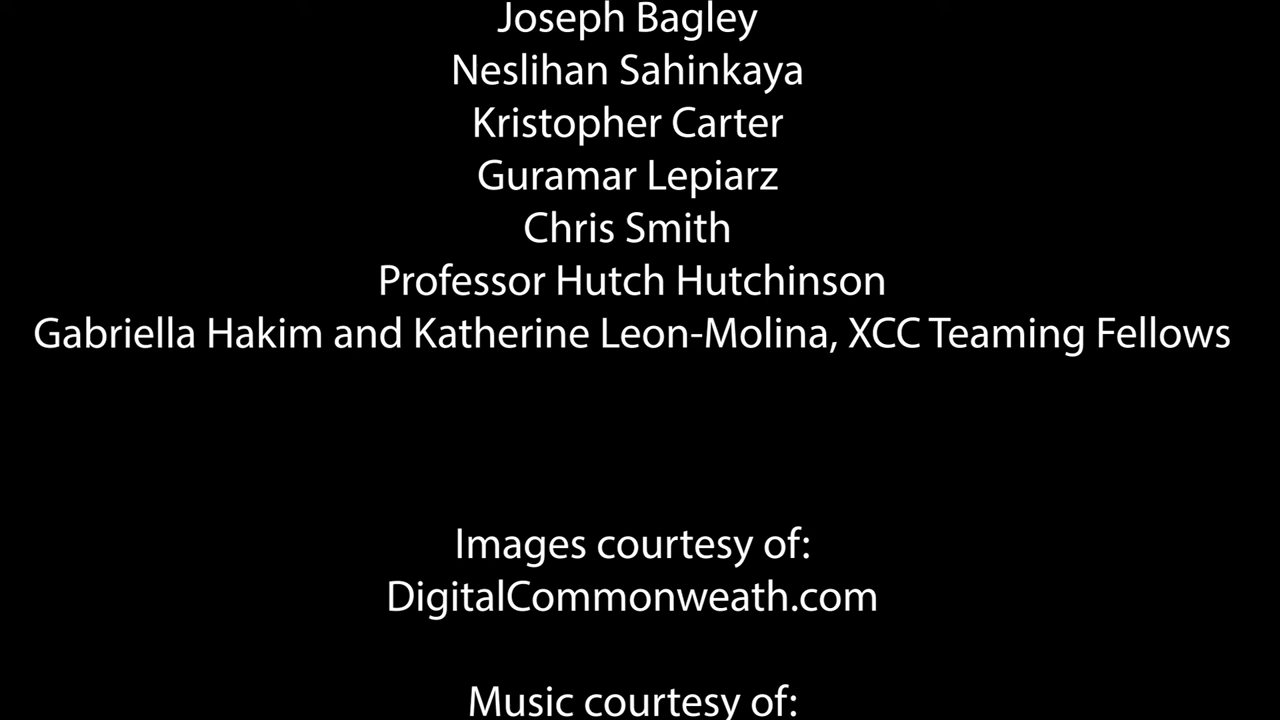 Joseph Bagley
Neslihan Sahinkaya
Kristopher Carter
Guramar Lepiarz
Chris Smith
Professor Hutch Hutchinson
Gabriella Hakim and Katherine Leon-Molina, XCC Teaming Fellows
Images courtesy of:
DigitalCommonweath.com
Music courtesy of: